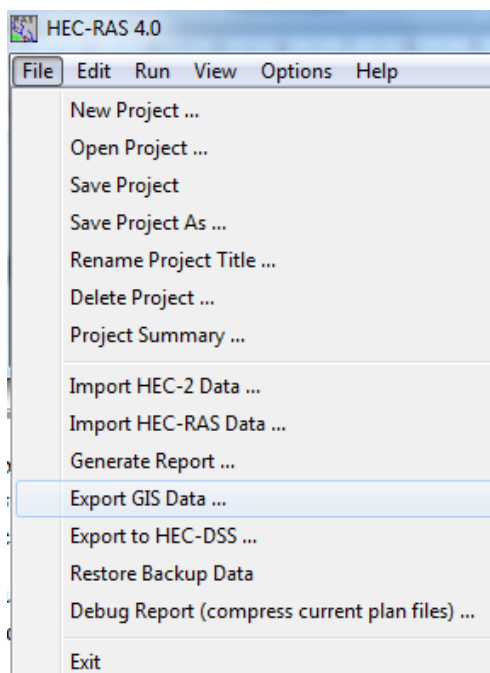 HEC-RAS 4.0
File Edit Run View Options Help
New Project ...
Open Project ...
Save Project
Save Project As ...
Rename Project Title ...
Delete Project ...
Project Summary ...
Import HEC-2 Data ...
Import HEC-RAS Data ...
Generate Report ...
Export GIS Data ...
Export to HEC-DSS ...
Restore Backup Data
Debug Report (compress current plan files) ...
Exit